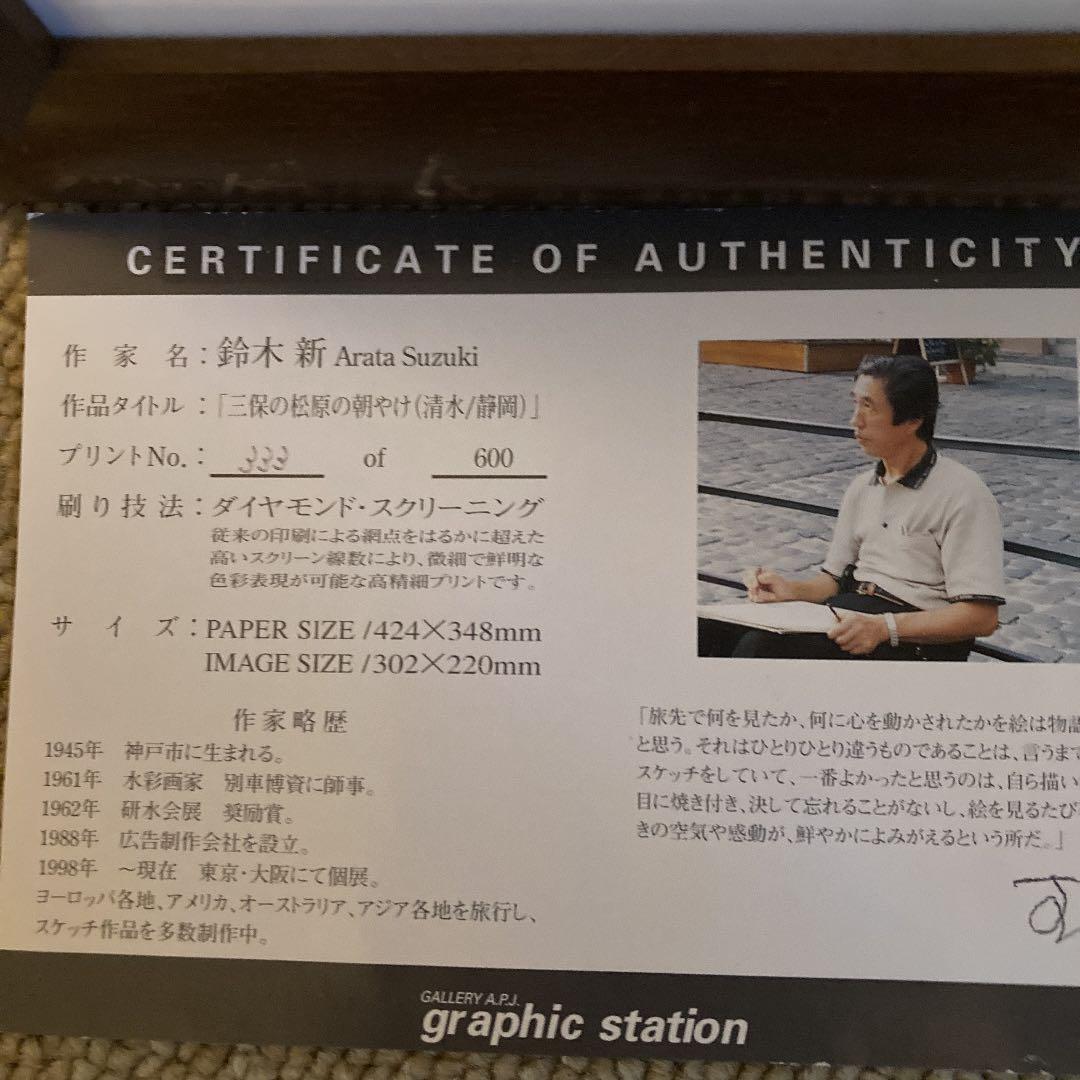 CERTIFICATE OF AUTHENTICITY
作家名：鈴木 新 Arata Suzuki
作品タイトル：「三保の松原の朝やけ（清水/静岡）」
プリントNo.： 333 of 600
刷り技法：ダイヤモンド・スクリーニング
従来の印刷による網点をはるかに超えた
高いスクリーン線数により、微細で鮮明な
色彩表現が可能な高精細プリントです。
サイズ：PAPER SIZE /424×348mm
IMAGE SIZE /302×220mm
作家略歴
1945年 神戸市に生まれる。
1961年 水彩画家 別車博資に師事。
1962年 研水会展 奨励賞。
1988年 広告制作会社を設立。
1998年 〜現在 東京・大阪にて個展。
ヨーロッパ各地、アメリカ、オーストラリア、アジア各地を旅行し、
スケッチ作品を多数制作中。
「旅先で何を見たか、何に心を動かされたかを絵は物語
と思う。それはひとりひとり違うものであることは、言うまで
スケッチをしていて、一番よかったと思うのは、自ら描い
目に焼き付き、決して忘れることがないし、絵を見るたび
きの空気や感動が、鮮やかによみがえるという所だ。」
GALLERY A.P.J.
graphic station